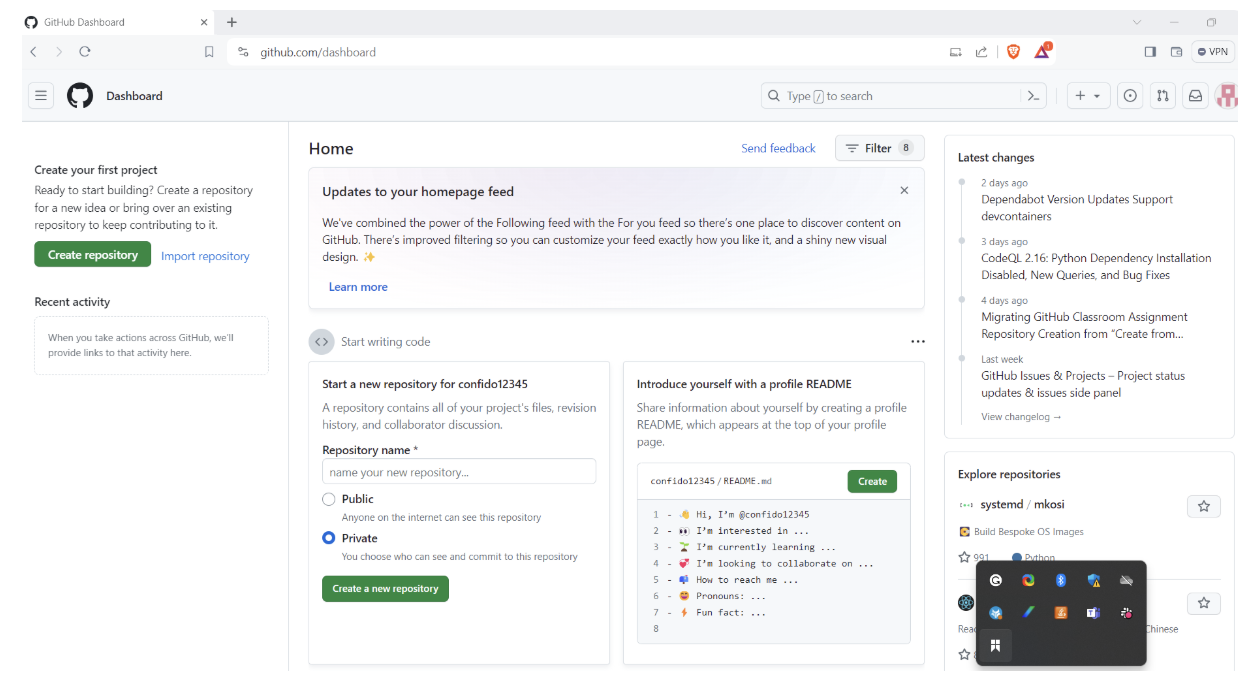 GitHub Dashboard
github.com/dashboard
1
VPN
Dashboard
Type / to search
Create your first project
Ready to start building? Create a repository
for a new idea or bring over an existing
repository to keep contributing to it.
Create repository
Import repository
Recent activity
When you take actions across GitHub, we'll
provide links to that activity here.
Home
Send feedback
Filter 8
Updates to your homepage feed
We've combined the power of the Following feed with the For you feed so there's one place to discover content on
GitHub. There's improved filtering so you can customize your feed exactly how you like it, and a shiny new visual
design. ✨
Learn more
Start writing code
Start a new repository for confido12345
A repository contains all of your project's files, revision
history, and collaborator discussion.
Repository name *
name your new repository...
Public
Anyone on the internet can see this repository
Private
You choose who can see and commit to this repository
Create a new repository
Introduce yourself with a profile README
Share information about yourself by creating a profile
README, which appears at the top of your profile
page.
confido12345 / README.md
Create
1 - 👋 Hi, I'm @confido12345
2 - 👀 I'm interested in ...
3 - 🌱 I'm currently learning ...
4 - 💞️ I'm looking to collaborate on ...
5 - 📫 How to reach me ...
6 - 😄 Pronouns: ...
7 - ⚡ Fun fact: ...
8
Latest changes
2 days ago
Dependabot Version Updates Support
devcontainers
3 days ago
CodeQL 2.16: Python Dependency Installation
Disabled, New Queries, and Bug Fixes
4 days ago
Migrating GitHub Classroom Assignment
Repository Creation from "Create from...
Last week
GitHub Issues & Projects – Project status
updates & issues side panel
View changelog →
Explore repositories
systemd / mkosi
Build Bespoke OS Images
991
Python
Chinese